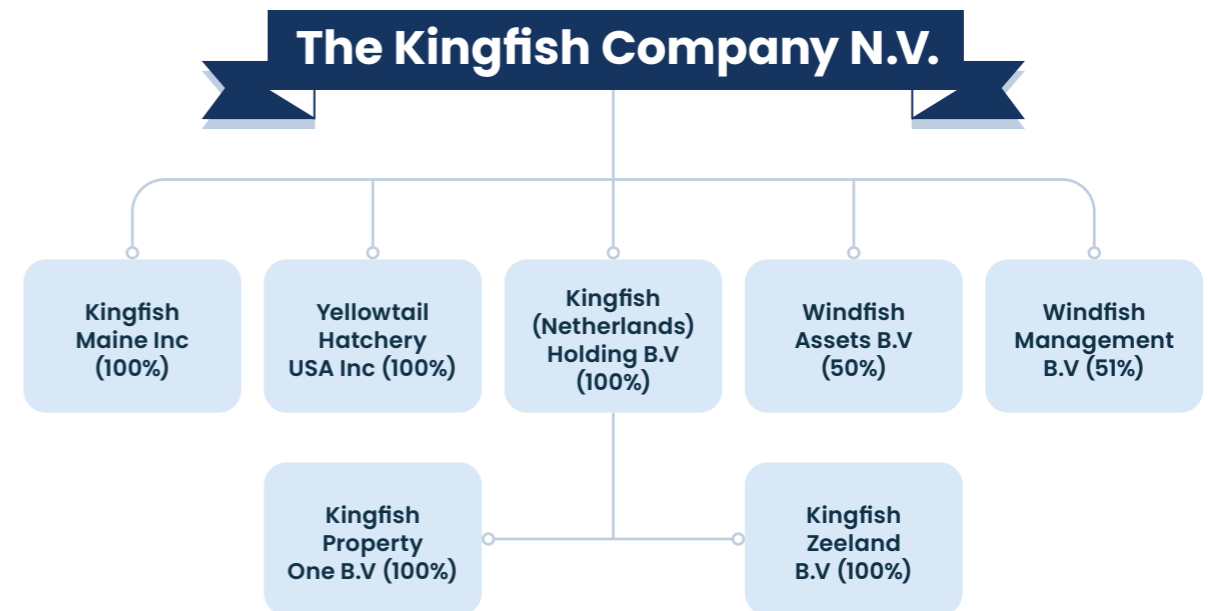 The Kingfish Company N.V.
Kingfish
Maine Inc
(100%)
Yellowtail
Hatchery
USA Inc (100%)
Kingfish
(Netherlands)
Holding B.V
(100%)
Windfish
Assets B.V
(50%)
Windfish
Management
B.V (51%)
Kingfish
Property
One B.V (100%)
Kingfish
Zeeland
B.V (100%)